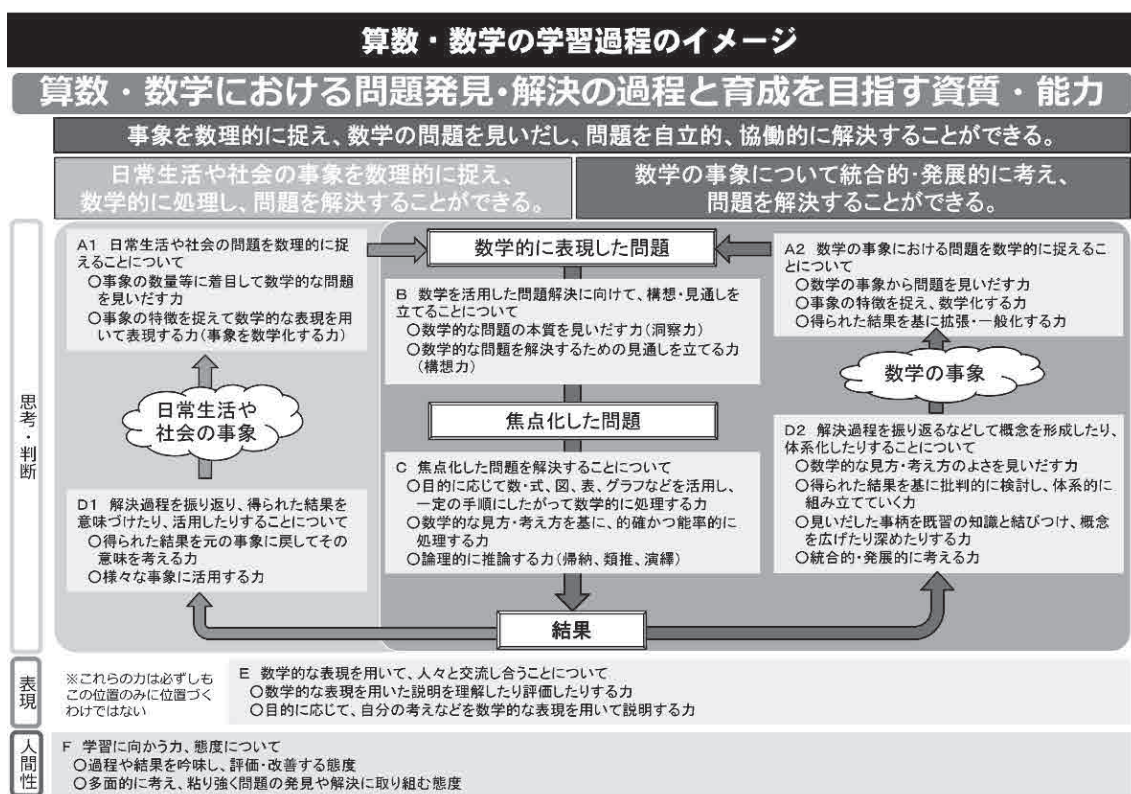 算数・数学の学習過程のイメージ
算数・数学における問題発見・解決の過程と育成を目指す資質・能力
事象を数理的に捉え、数学の問題を見いだし、問題を自立的、協働的に解決することができる。
日常生活や社会の事象を数理的に捉え、
数学的に処理し、問題を解決することができる。
数学の事象について統合的・発展的に考え、
問題を解決することができる。
思考・判断
A1 日常生活や社会の問題を数理的に捉
えることについて
○事象の数量等に着目して数学的な問題
を見いだす力
○事象の特徴を捉えて数学的な表現を用
いて表現する力(事象を数学化する力)
日常生活や
社会の事象
D1 解決過程を振り返り、得られた結果を
意味づけたり、活用したりすることについて
○得られた結果を元の事象に戻してその
意味を考える力
○様々な事象に活用する力
数学的に表現した問題
B 数学を活用した問題解決に向けて、構想・見通しを
立てることについて
○数学的な問題の本質を見いだす力(洞察力)
○数学的な問題を解決するための見通しを立てる力
(構想力)
焦点化した問題
C 焦点化した問題を解決することについて
○目的に応じて数・式、図、表、グラフなどを活用し、
一定の手順にしたがって数学的に処理する力
○数学的な見方・考え方を基に、的確かつ能率的に
処理する力
○論理的に推論する力(帰納、類推、演繹)
結果
A2 数学の事象における問題を数学的に捉えるこ
とについて
○数学の事象から問題を見いだす力
○事象の特徴を捉え、数学化する力
○得られた結果を基に拡張・一般化する力
数学の事象
D2 解決過程を振り返るなどして概念を形成したり、
体系化したりすることについて
○数学的な見方・考え方のよさを見いだす力
○得られた結果を基に批判的に検討し、体系的に
組み立てていく力
○見いだした事柄を既習の知識と結びつけ、概念
を広げたり深めたりする力
○統合的・発展的に考える力
表現
※これらの力は必ずしも
この位置のみに位置づく
わけではない
E 数学的な表現を用いて、人々と交流し合うことについて
○数学的な表現を用いた説明を理解したり評価したりする力
○目的に応じて、自分の考えなどを数学的な表現を用いて説明する力
人間性
F 学習に向かう力、態度について
○過程や結果を吟味し、評価・改善する態度
○多面的に考え、粘り強く問題の発見や解決に取り組む態度